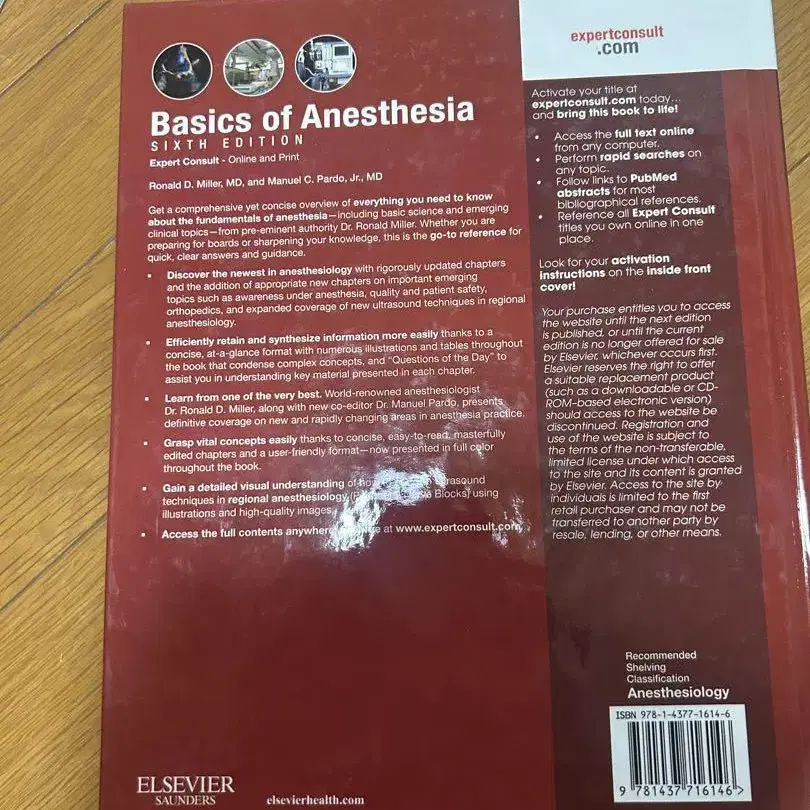 Basics of Anesthesia
SIXTH EDITION
Expert Consult - Online and Print
Ronald D. Miller, MD, and Manuel C. Pardo, Jr., MD
Get a comprehensive yet concise overview of everything you need to know
about the fundamentals of anesthesia—including basic science and emerging
clinical topics—from pre-eminent authority Dr. Ronald Miller. Whether you are
preparing for boards or sharpening your knowledge, this is the go-to reference for
quick, clear answers and guidance.
• Discover the newest in anesthesiology with rigorously updated chapters
and the addition of appropriate new chapters on important emerging
topics such as awareness under anesthesia, quality and patient safety,
orthopedics, and expanded coverage of new ultrasound techniques in regional
anesthesiology.
• Efficiently retain and synthesize information more easily thanks to a
concise, at-a-glance format with numerous illustrations and tables throughout
the book that condense complex concepts, and "Questions of the Day" to
assist you in understanding key material presented in each chapter.
• Learn from one of the very best. World-renowned anesthesiologist
Dr. Ronald D. Miller, along with new co-editor Dr. Manuel Pardo, presents
definitive coverage on new and rapidly changing areas in anesthesia practice.
• Grasp vital concepts easily thanks to concise, easy-to-read, masterfully
edited chapters and a user-friendly format—now presented in full color
throughout the book.
• Gain a detailed visual understanding of
techniques in regional anesthesiology Blocks) using
illustrations and high-quality images.
• Access the full contents anywhere at www.expertconsult.com
ELSEVIER
SAUNDERS
elsevierhealth.com
expertconsult
.com
Activate your title at
expertconsult.com today...
and bring this book to life!
• Access the full text online
from any computer.
• Perform rapid searches on
any topic.
• Follow links to PubMed
abstracts for most
bibliographical references.
• Reference all Expert Consult
titles you own online in one
place.
Look for your activation
instructions on the inside front
cover!
Your purchase entitles you to access
the website until the next edition
is published, or until the current
edition is no longer offered for sale
by Elsevier, whichever occurs first.
Elsevier reserves the right to offer
a suitable replacement product
(such as a downloadable or CD-
ROM-based electronic version)
should access to the website be
discontinued. Registration and
use of the website is subject to
the terms of the non-transferable,
limited license under which access
to the site and its content is granted
by Elsevier. Access to the site by
individuals is limited to the first
retail purchaser and may not be
transferred to another party by
resale, lending, or other means.
Recommended
Shelving
Classification
Anesthesiology
ISBN 978-1-4377-1614-6
9 781437 716146 >